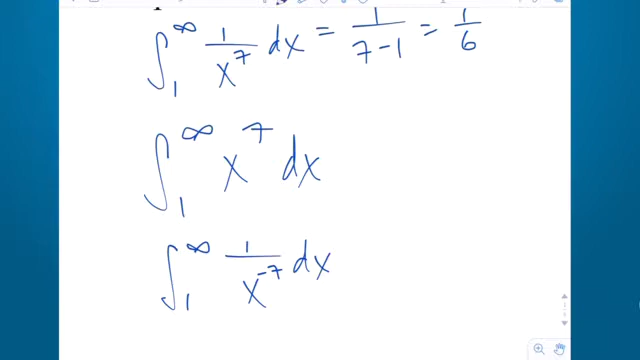 ∫₁^∞ 1/x⁷ dx = 1/(7-1) = 1/6
∫₁^∞ x⁷ dx
∫₁^∞ 1/x⁻⁷ dx